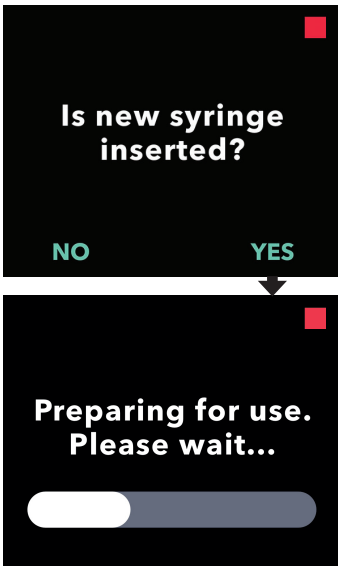 Is new syringe
inserted?
NO YES
Preparing for use.
Please wait...